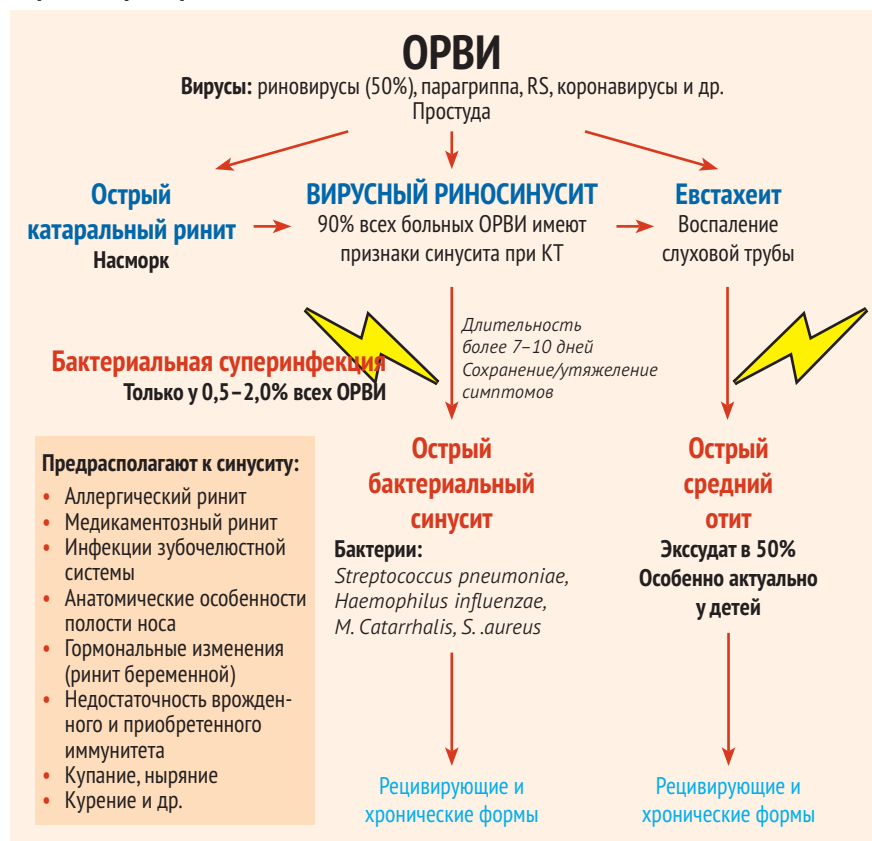 ОРВИ
Вирусы: риновирусы (50%), парагриппа, RS, коронавирусы и др.
Простуда
Острый
катаральный ринит
Насморк
ВИРУСНЫЙ РИНОСИНУСИТ
90% всех больных ОРВИ имеют
признаки синусита при КТ
Евстахеит
Воспаление
слуховой трубы
Бактериальная суперинфекция
Только у 0,5–2,0% всех ОРВИ
Длительность
более 7–10 дней
Сохранение/утяжеление
симптомов
Предрасполагают к синуситу:
• Аллергический ринит
• Медикаментозный ринит
• Инфекции зубочелюстной
системы
• Анатомические особенности
полости носа
• Гормональные изменения
(ринит беременной)
• Недостаточность врожден-
ного и приобретенного
иммунитета
• Купание, ныряние
• Курение и др.
Острый
бактериальный
синусит
Бактерии:
Streptococcus pneumoniae,
Haemophilus influenzae,
M. Catarrhalis, S. .aureus
Острый
средний
отит
Экссудат в 50%
Особенно актуально
у детей
Рецивирующие и
хронические формы
Рецивирующие и
хронические формы